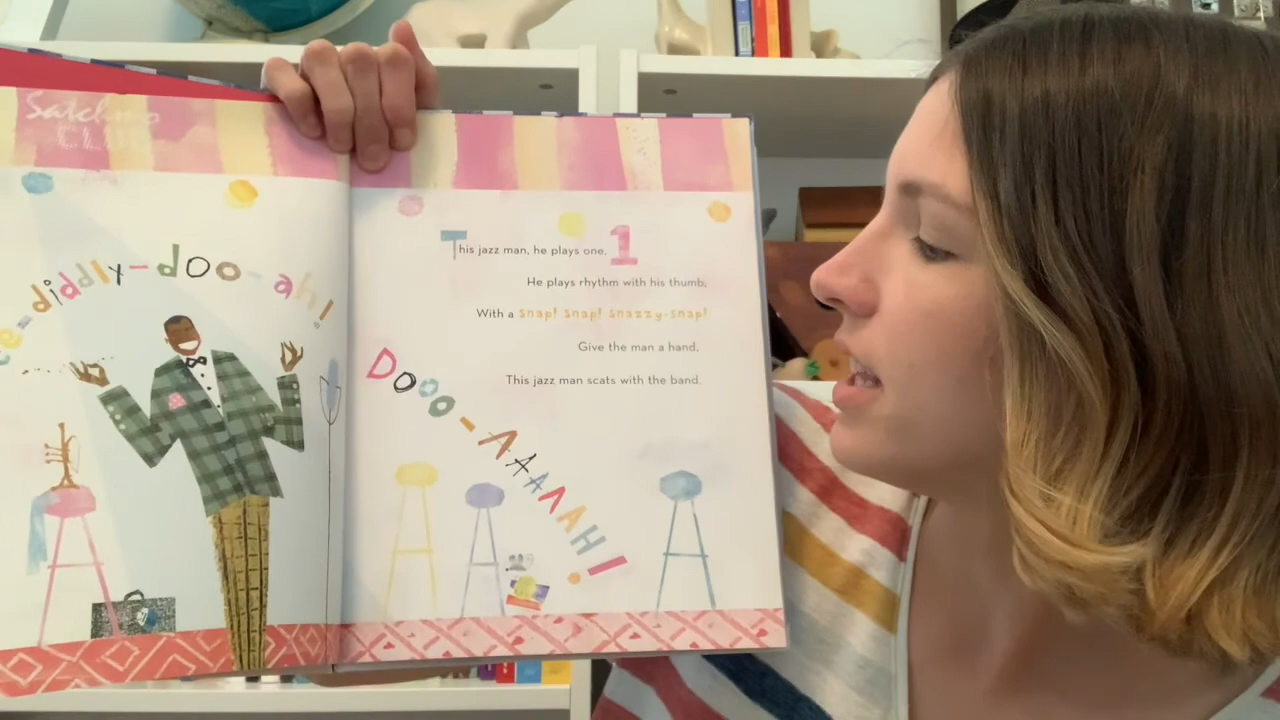 Satchmo
e-diddly-doo-ah!
This jazz man, he plays one, 1
He plays rhythm with his thumb,
With a Snap! Snap! Snazzy-snap!
Give the man a hand,
This jazz man scats with the band.
Dooo-AAAAAH!